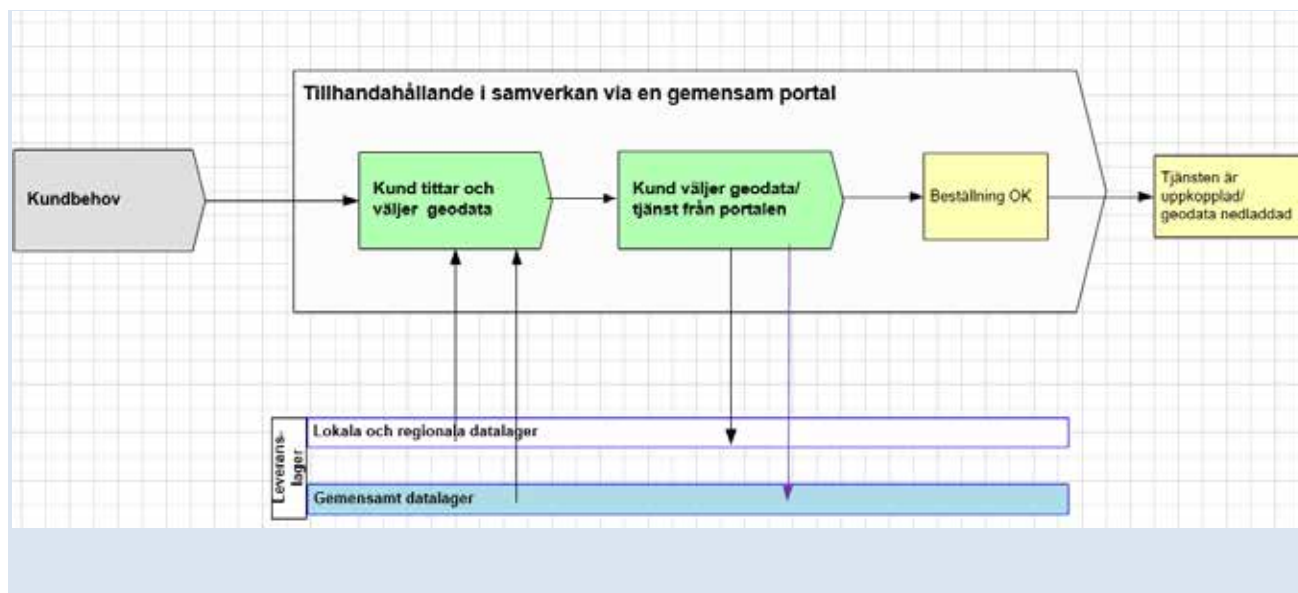 Tillhandahållande i samverkan via en gemensam portal
Kundbehov
Kund tittar och
väljer geodata
Kund väljer geodata/
tjänst från portalen
Beställning OK
Tjänsten är
uppkopplad/
geodata nedladdad
Leverans-
lager
Lokala och regionala datalager
Gemensamt datalager